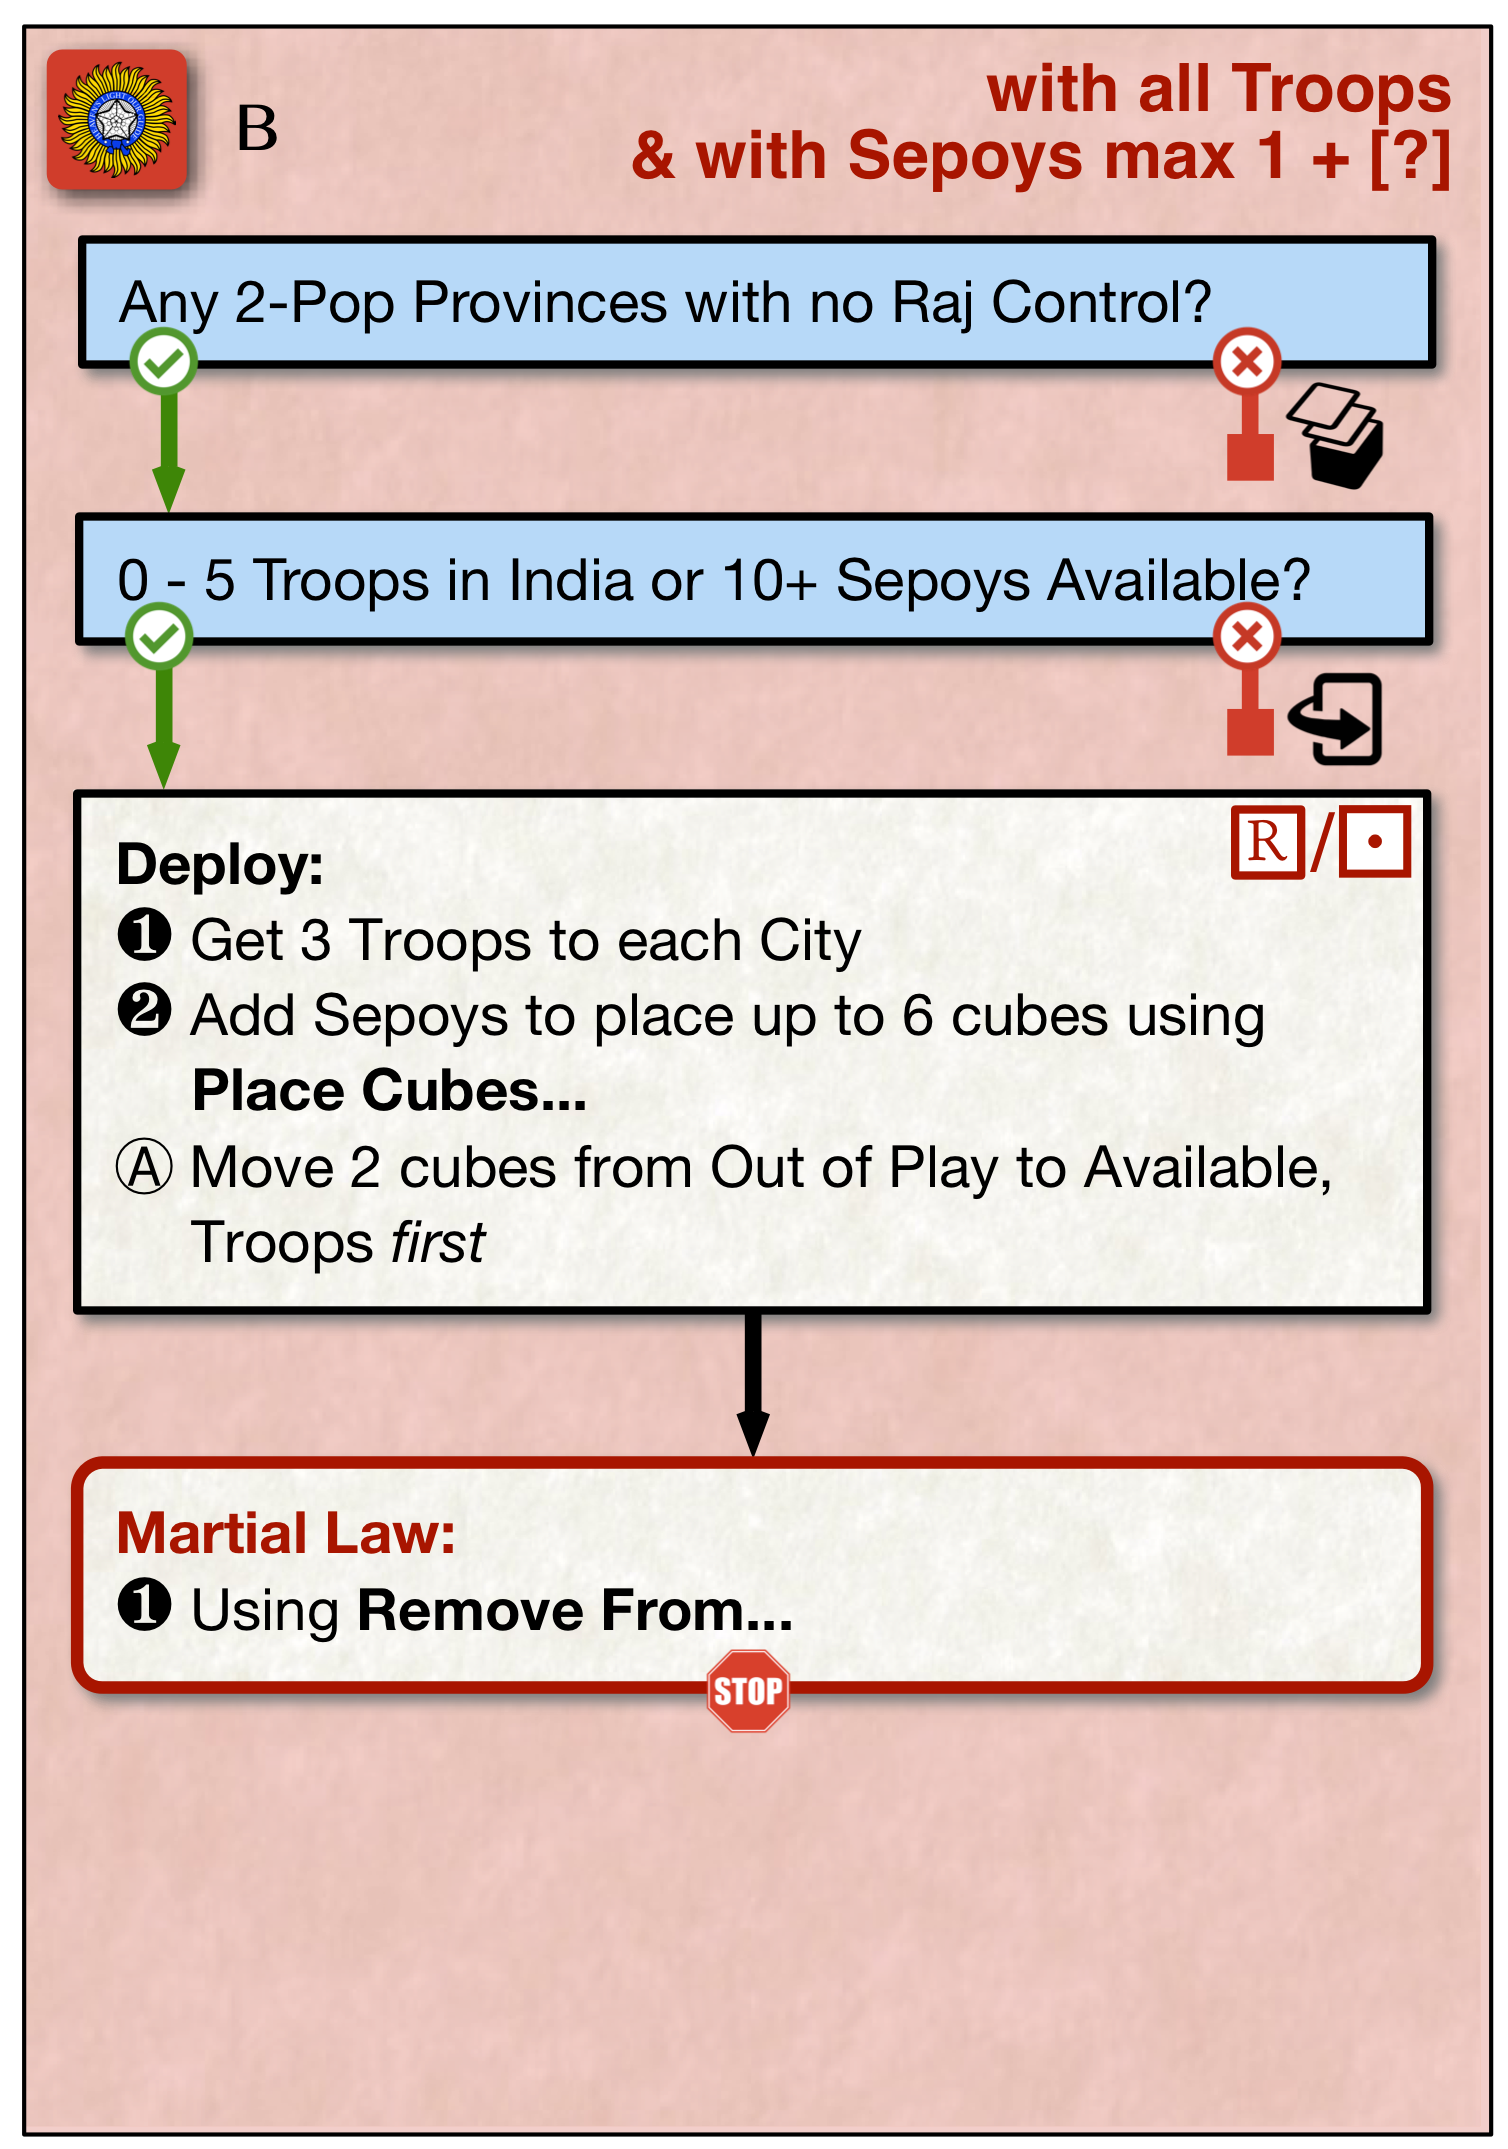 B
with all Troops
& with Sepoys max 1 + [?]
Any 2-Pop Provinces with no Raj Control?
0 - 5 Troops in India or 10+ Sepoys Available?
R/
Deploy:
❶ Get 3 Troops to each City
❷ Add Sepoys to place up to 6 cubes using
Place Cubes...
Ⓐ Move 2 cubes from Out of Play to Available,
Troops first
Martial Law:
❶ Using Remove From...
STOP